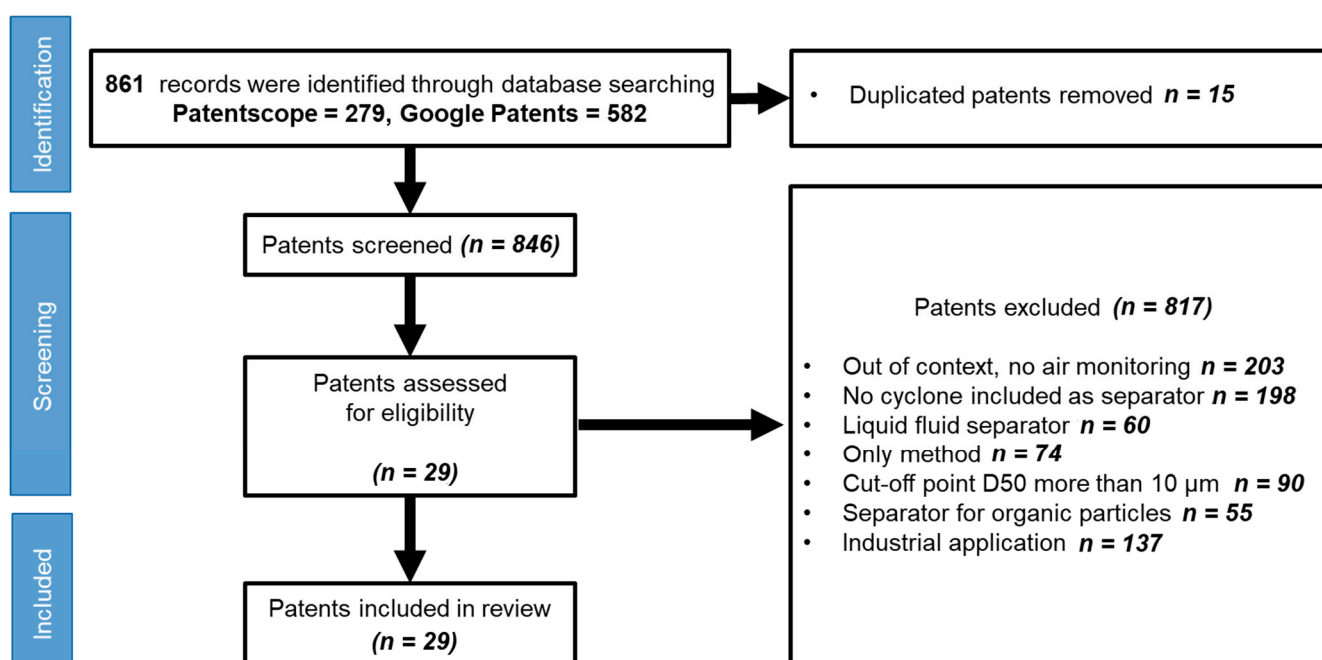 Identification
861 records were identified through database searching
Patentscope = 279, Google Patents = 582
• Duplicated patents removed n = 15
Screening
Patents screened (n = 846)
Patents assessed
for eligibility
(n = 29)
Patents excluded (n = 817)
• Out of context, no air monitoring n = 203
• No cyclone included as separator n = 198
• Liquid fluid separator n = 60
• Only method n = 74
• Cut-off point D50 more than 10 µm n = 90
• Separator for organic particles n = 55
• Industrial application n = 137
Included
Patents included in review
(n = 29)